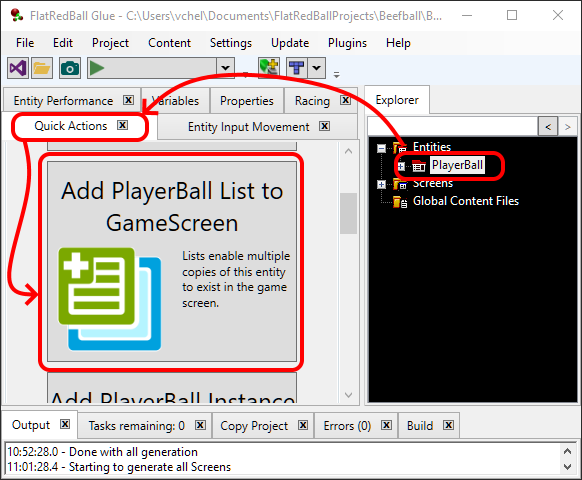 FlatRedBall Glue - C:\Users\vchel\Documents\FlatRedBallProjects\Beefball\B...
File Edit Project Content Settings Update Plugins Help
Entity Performance Variables Properties Racing
Explorer
Quick Actions Entity Input Movement
< >
Entities
PlayerBall
Screens
Global Content Files
Add PlayerBall List to
GameScreen
Lists enable multiple
copies of this entity
to exist in the game
screen.
Add PlayerBall Instance
Output Tasks remaining: 0 Copy Project Errors (0) Build
10:52:28.0 - Done with all generation
11:01:28.4 - Starting to generate all Screens